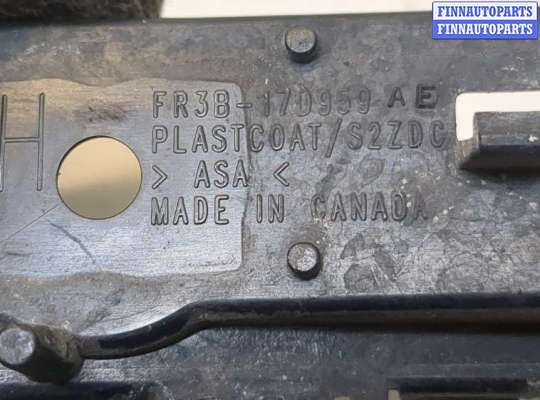 FINNAUTOPARTS
FINNAUTOPARTS
H
FR3B-17D959-AE
PLASTCOAT/S2ZDC
> ASA <
MADE IN CANADA